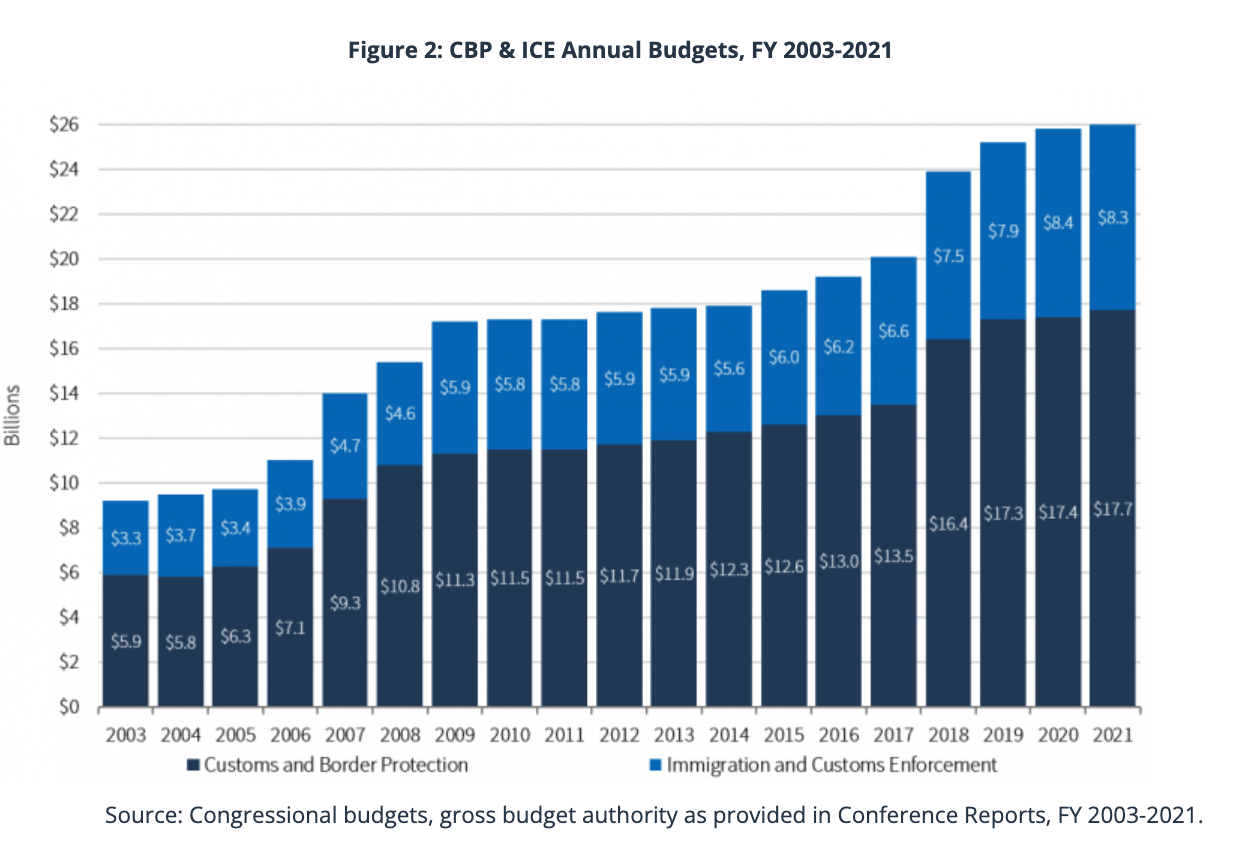 Figure 2: CBP & ICE Annual Budgets, FY 2003-2021
$26
$24
$22
$20
$18
$16
$14
$12
$10
$8
$6
$4
$2
$0
Billions
$3.3 $3.7 $3.4 $3.9 $4.7 $4.6 $5.9 $5.8 $5.8 $5.9 $5.9 $5.6 $6.0 $6.2 $6.6 $7.5 $7.9 $8.4 $8.3
$5.9 $5.8 $6.3 $7.1 $9.3 $10.8 $11.3 $11.5 $11.5 $11.7 $11.9 $12.3 $12.6 $13.0 $13.5 $16.4 $17.3 $17.4 $17.7
2003 2004 2005 2006 2007 2008 2009 2010 2011 2012 2013 2014 2015 2016 2017 2018 2019 2020 2021
Customs and Border Protection Immigration and Customs Enforcement
Source: Congressional budgets, gross budget authority as provided in Conference Reports, FY 2003-2021.